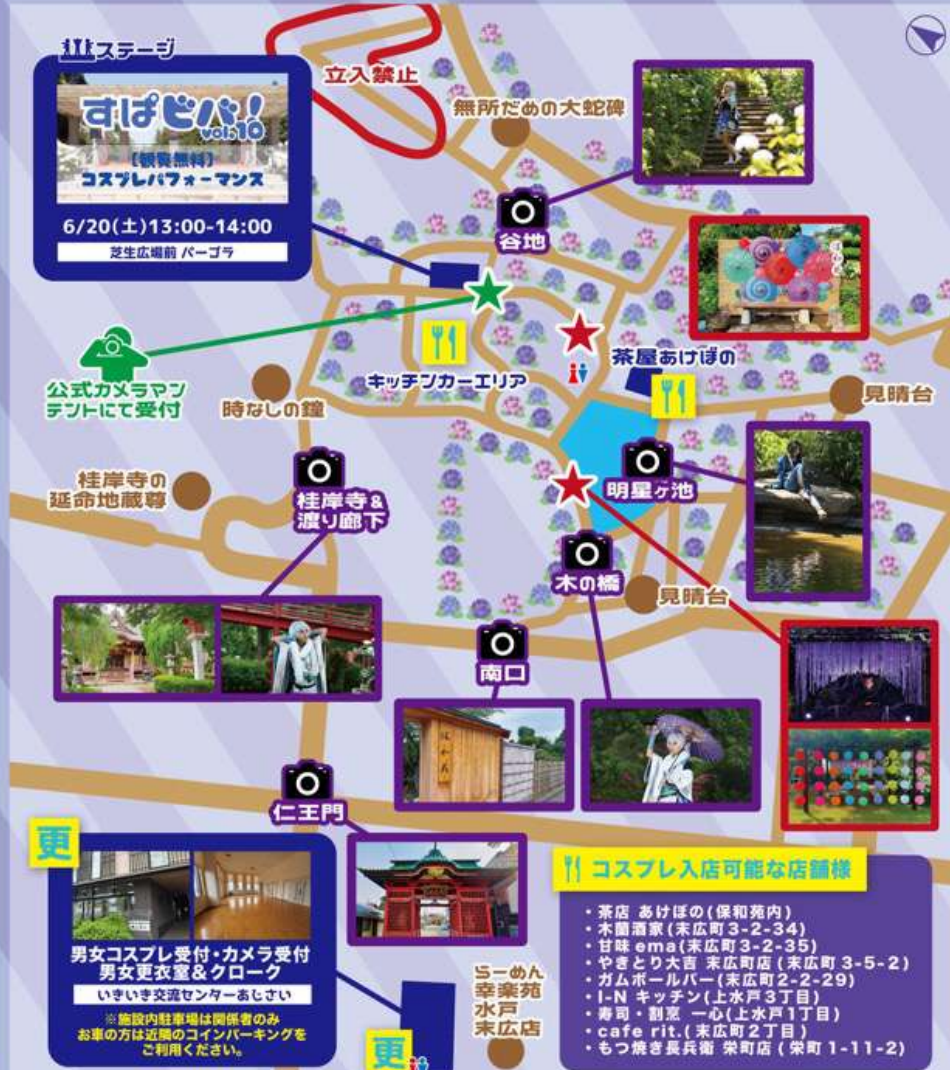 ステージ
すぱビバ!
vol.10
【観覧無料】
コスプレパフォーマンス
6/20(土)13:00-14:00
芝生広場前 パーゴラ
立入禁止
無所だめの大蛇碑
谷地
公式カメラマン
テントにて受付
キッチンカーエリア
茶屋あけぼの
時なしの鐘
見晴台
桂岸寺の
延命地蔵尊
桂岸寺&
渡り廊下
明星ヶ池
木の橋
見晴台
南口
仁王門
更
男女コスプレ受付・カメラ受付
男女更衣室&クローク
いきいき交流センターあじさい
※施設内駐車場は関係者のみ
お車の方は近隣のコインパーキングを
ご利用ください。
更
らーめん
幸楽苑
水戸
末広店
コスプレ入店可能な店舗様
・茶店 あけぼの(保和苑内)
・木蘭酒家(末広町3-2-34)
・甘味 ema(末広町3-2-35)
・やきとり大吉 末広町店(末広町3-5-2)
・ガムボールバー(末広町2-2-29)
・I-N キッチン(上水戸3丁目)
・寿司・割烹 一心(上水戸1丁目)
・cafe rit.(末広町2丁目)
・もつ焼き長兵衛 栄町店(栄町1-11-2)